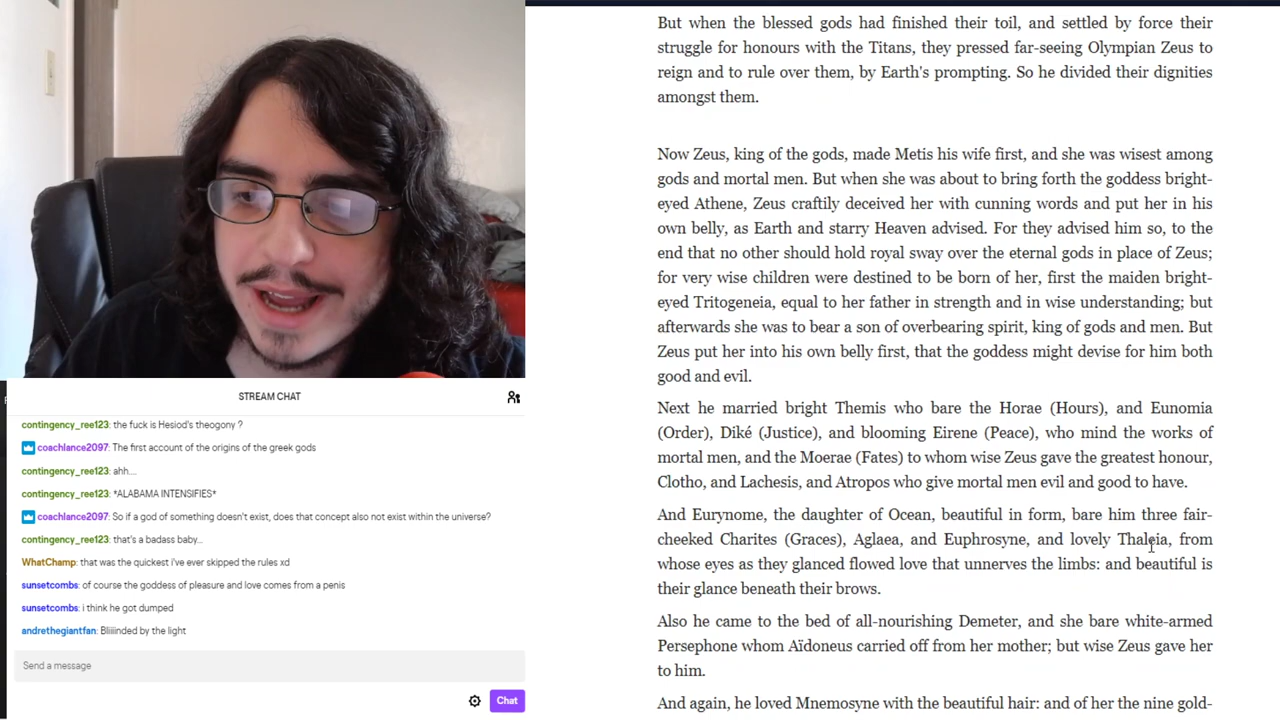 STREAM CHAT
contingency_ree123: the fuck is Hesiod's theogony ?
coachlance2097: The first account of the origins of the greek gods
contingency_ree123: ahh....
contingency_ree123: *ALABAMA INTENSIFIES*
coachlance2097: So if a god of something doesn't exist, does that concept also not exist within the universe?
contingency_ree123: that's a badass baby...
WhatChamp: that was the quickest i've ever skipped the rules xd
sunsetcombs: of course the goddess of pleasure and love comes from a penis
sunsetcombs: i think he got dumped
andrethegiantfan: Bliiiinded by the light
Send a message
Chat
But when the blessed gods had finished their toil, and settled by force their
struggle for honours with the Titans, they pressed far-seeing Olympian Zeus to
reign and to rule over them, by Earth's prompting. So he divided their dignities
amongst them.
Now Zeus, king of the gods, made Metis his wife first, and she was wisest among
gods and mortal men. But when she was about to bring forth the goddess bright-
eyed Athene, Zeus craftily deceived her with cunning words and put her in his
own belly, as Earth and starry Heaven advised. For they advised him so, to the
end that no other should hold royal sway over the eternal gods in place of Zeus;
for very wise children were destined to be born of her, first the maiden bright-
eyed Tritogeneia, equal to her father in strength and in wise understanding; but
afterwards she was to bear a son of overbearing spirit, king of gods and men. But
Zeus put her into his own belly first, that the goddess might devise for him both
good and evil.
Next he married bright Themis who bare the Horae (Hours), and Eunomia
(Order), Diké (Justice), and blooming Eirene (Peace), who mind the works of
mortal men, and the Moerae (Fates) to whom wise Zeus gave the greatest honour,
Clotho, and Lachesis, and Atropos who give mortal men evil and good to have.
And Eurynome, the daughter of Ocean, beautiful in form, bare him three fair-
cheeked Charites (Graces), Aglaea, and Euphrosyne, and lovely Thaleia, from
whose eyes as they glanced flowed love that unnerves the limbs: and beautiful is
their glance beneath their brows.
Also he came to the bed of all-nourishing Demeter, and she bare white-armed
Persephone whom Aïdoneus carried off from her mother; but wise Zeus gave her
to him.
And again, he loved Mnemosyne with the beautiful hair: and of her the nine gold-